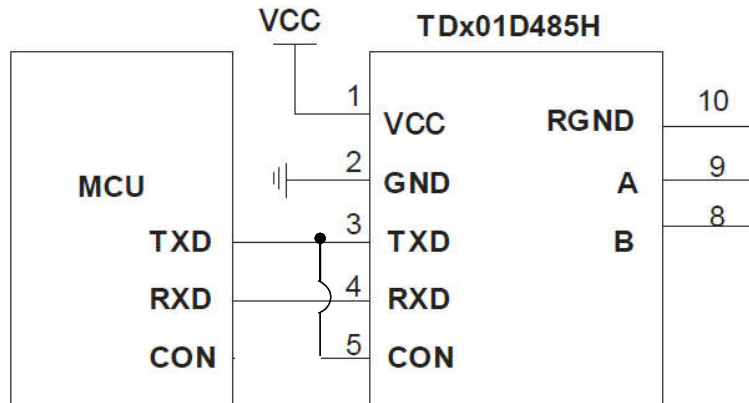 VCC
TDx01D485H
1
VCC
RGND
10
2
GND
A
9
MCU
B
8
TXD
3
TXD
RXD
4
RXD
CON
5
CON